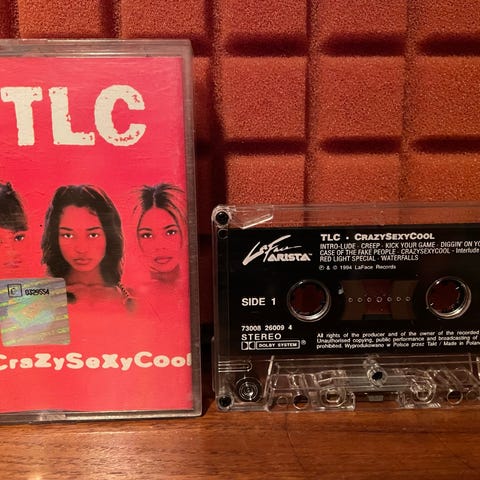 TLC
0329554
CraZySeXyCool
LaFace
ARISTA
TLC • CRAZYSEXYCOOL
INTRO-LUDE · CREEP · KICK YOUR GAME · DIGGIN' ON YO
CASE OF THE FAKE PEOPLE · CRAZYSEXYCOOL - Interlude
RED LIGHT SPECIAL · WATERFALLS
℗ & © 1994 LaFace Records
SIDE 1
73008 26009 4
STEREO
DOLBY SYSTEM
All rights of the producer and of the owner of the recorded
Unauthorised copying, public performance and broadcasting of
prohibited. Wyprodukowano w Polsce przez Takt / Made in Polan